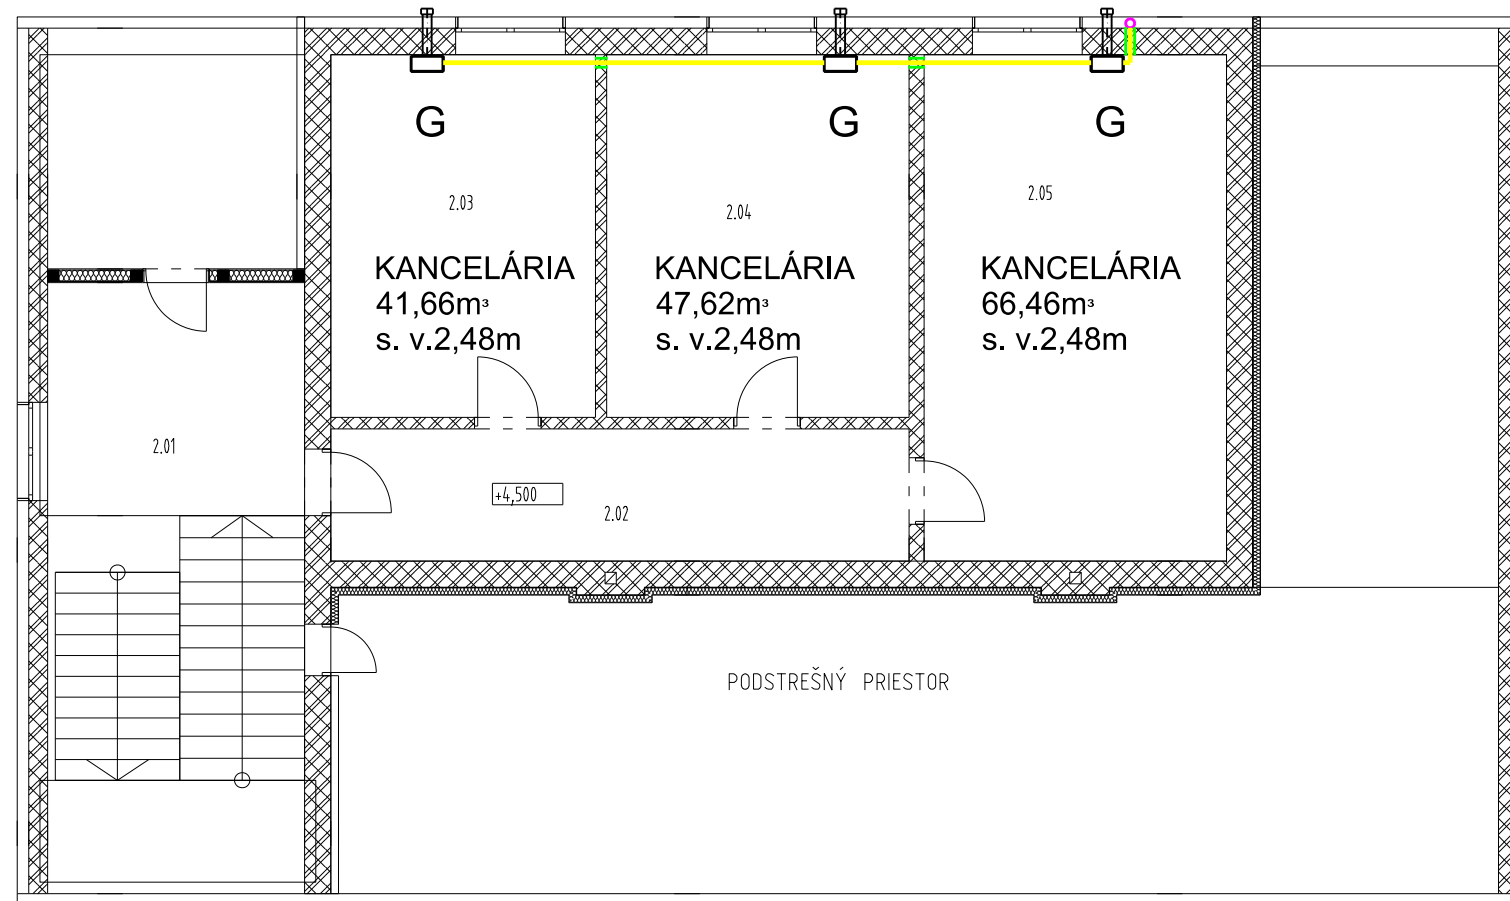 G
G
G
2.03
2.04
2.05
KANCELÁRIA
41,66m³
s. v.2,48m
KANCELÁRIA
47,62m³
s. v.2,48m
KANCELÁRIA
66,46m³
s. v.2,48m
2.01
+4,500
2.02
PODSTREŠNÝ PRIESTOR